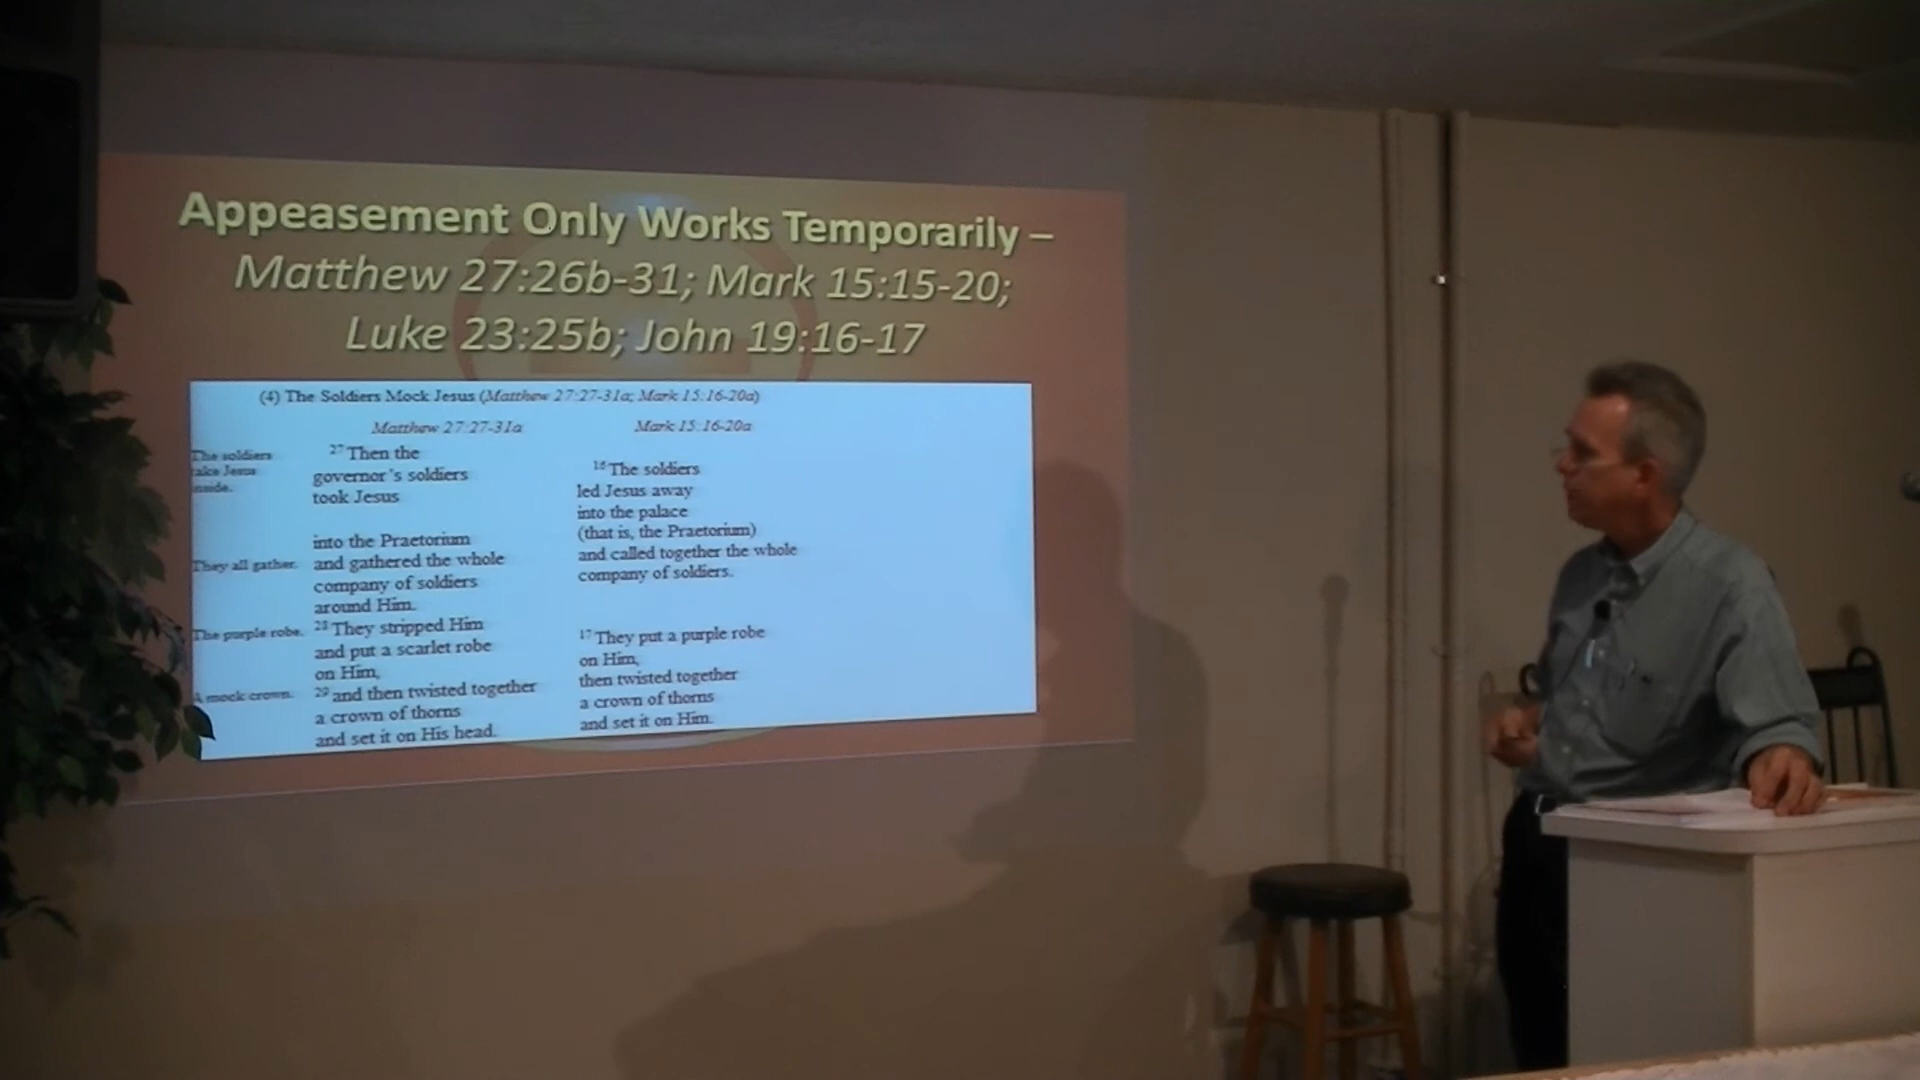 Appeasement Only Works Temporarily –
Matthew 27:26b-31; Mark 15:15-20;
Luke 23:25b; John 19:16-17
(4) The Soldiers Mock Jesus (Matthew 27:27-31a; Mark 15:16-20a)
Matthew 27:27-31a
Mark 15:16-20a
The soldiers
take Jesus
inside.
27 Then the
governor's soldiers
took Jesus
into the Praetorium
and gathered the whole
company of soldiers
around Him.
28 They stripped Him
and put a scarlet robe
on Him,
29 and then twisted together
a crown of thorns
and set it on His head.
16 The soldiers
led Jesus away
into the palace
(that is, the Praetorium)
and called together the whole
company of soldiers.
17 They put a purple robe
on Him,
then twisted together
a crown of thorns
and set it on Him.
They all gather.
The purple robe.
A mock crown.